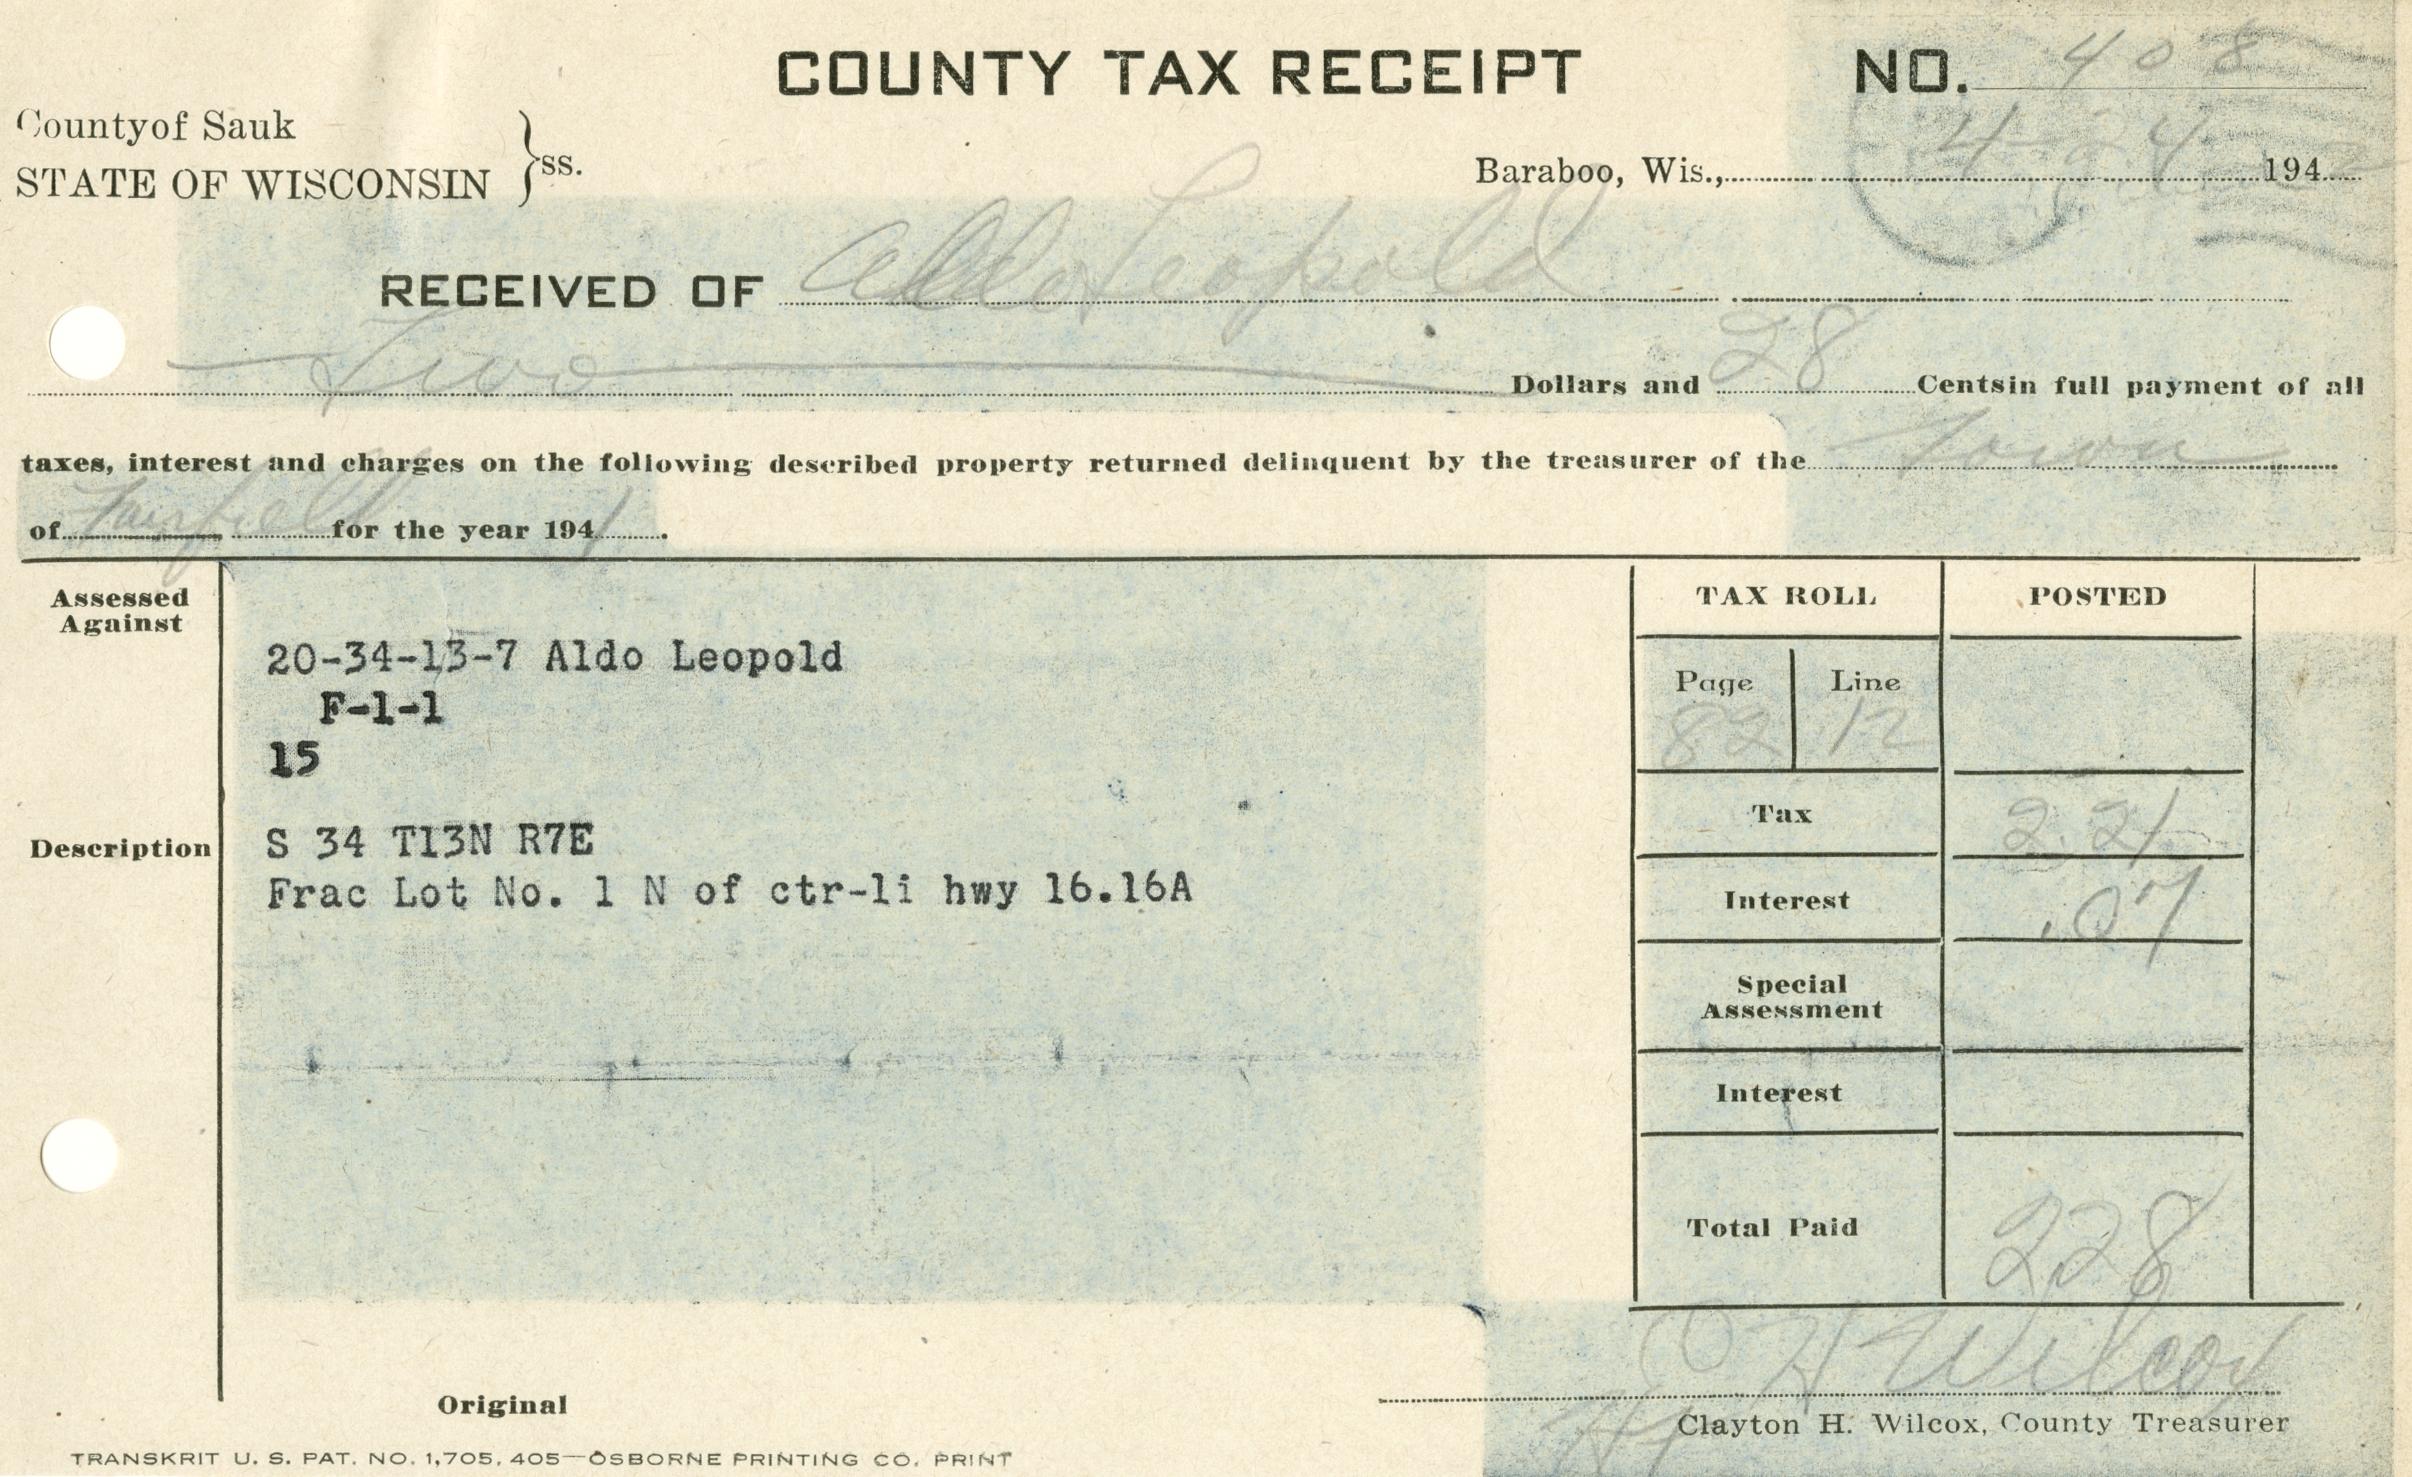 COUNTY TAX RECEIPT NO. 408
Countyof Sauk
STATE OF WISCONSIN } ss.
Baraboo, Wis., 4-24 1942
RECEIVED OF Aldo Leopold
Two Dollars and 28 Centsin full payment of all
taxes, interest and charges on the following described property returned delinquent by the treasurer of the Town
of Fairfield for the year 1941.
Assessed
Against
20-34-13-7 Aldo Leopold
F-1-1
15
Description
S 34 T13N R7E
Frac Lot No. 1 N of ctr-li hwy 16.16A
TAX ROLL POSTED
Page Line
82 12
Tax 2.21
Interest .07
Special
Assessment
Interest
Total Paid 2.28
C H Wilcox
Clayton H. Wilcox, County Treasurer
Original
TRANSKRIT U. S. PAT. NO. 1,705, 405—OSBORNE PRINTING CO. PRINT